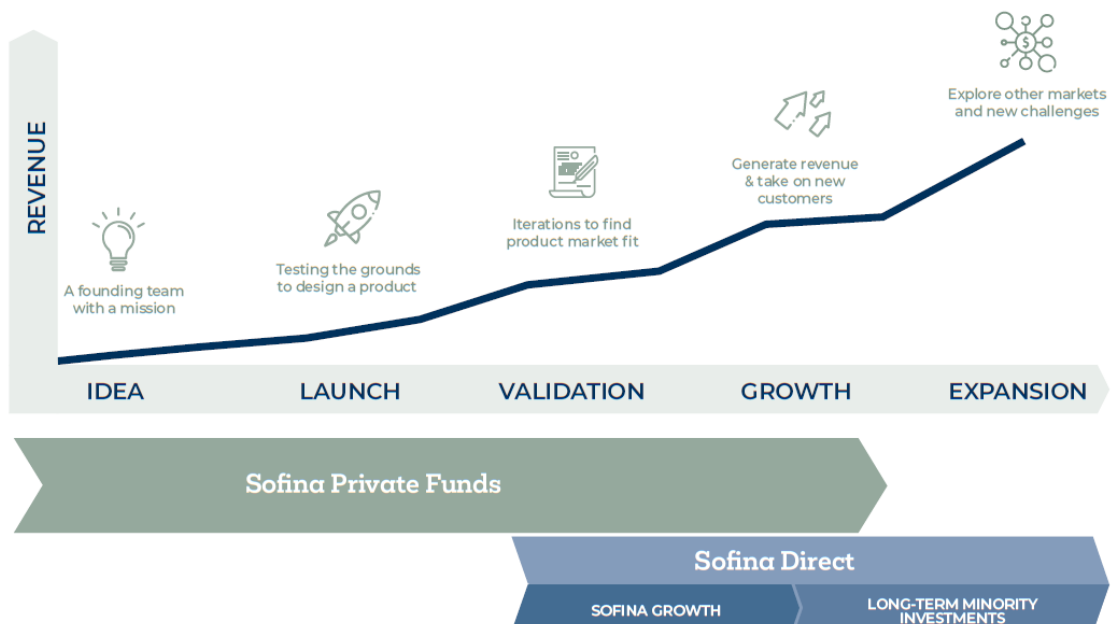 REVENUE
Explore other markets
and new challenges
Generate revenue
& take on new
customers
Iterations to find
product market fit
Testing the grounds
to design a product
A founding team
with a mission
IDEA
LAUNCH
VALIDATION
GROWTH
EXPANSION
Sofina Private Funds
Sofina Direct
SOFINA GROWTH
LONG-TERM MINORITY
INVESTMENTS
$